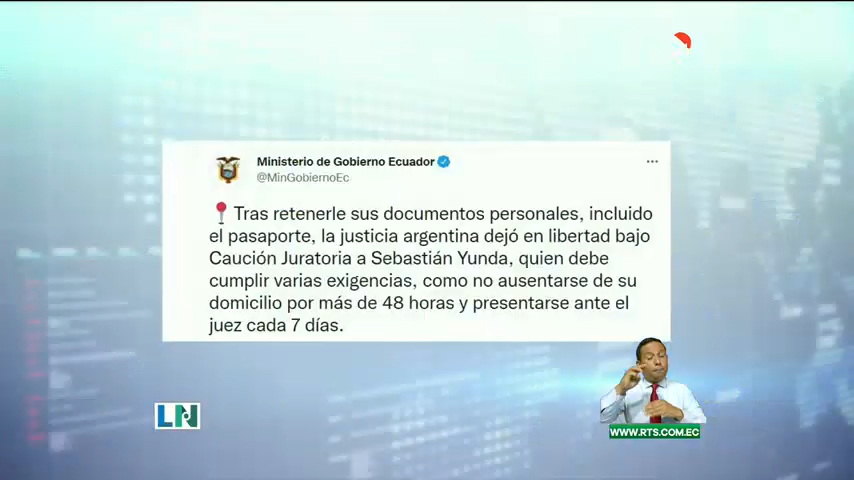 Ministerio de Gobierno Ecuador
@MinGobiernoEc
Tras retenerle sus documentos personales, incluido
el pasaporte, la justicia argentina dejó en libertad bajo
Caución Juratoria a Sebastián Yunda, quien debe
cumplir varias exigencias, como no ausentarse de su
domicilio por más de 48 horas y presentarse ante el
juez cada 7 días.
LN
WWW.RTS.COM.EC